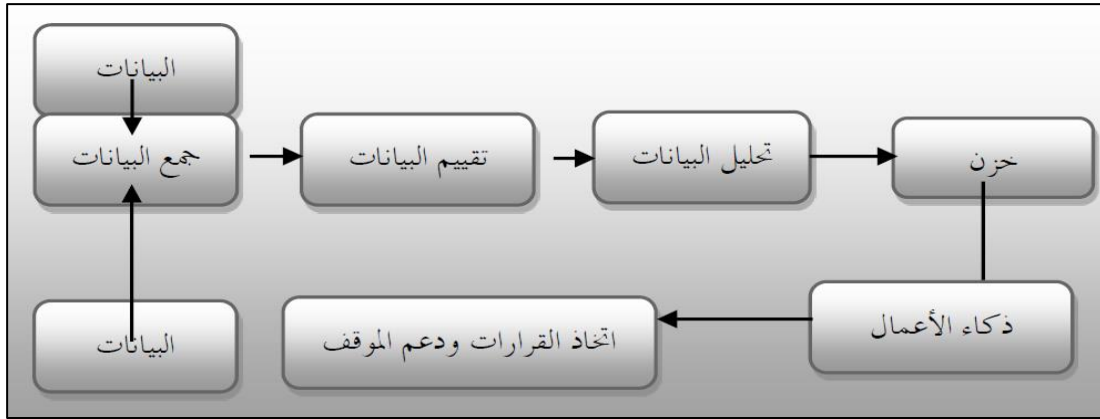 البيانات
جمع البيانات
تقييم البيانات
تحليل البيانات
خزن
البيانات
اتخاذ القرارات ودعم الموقف
ذكاء الأعمال